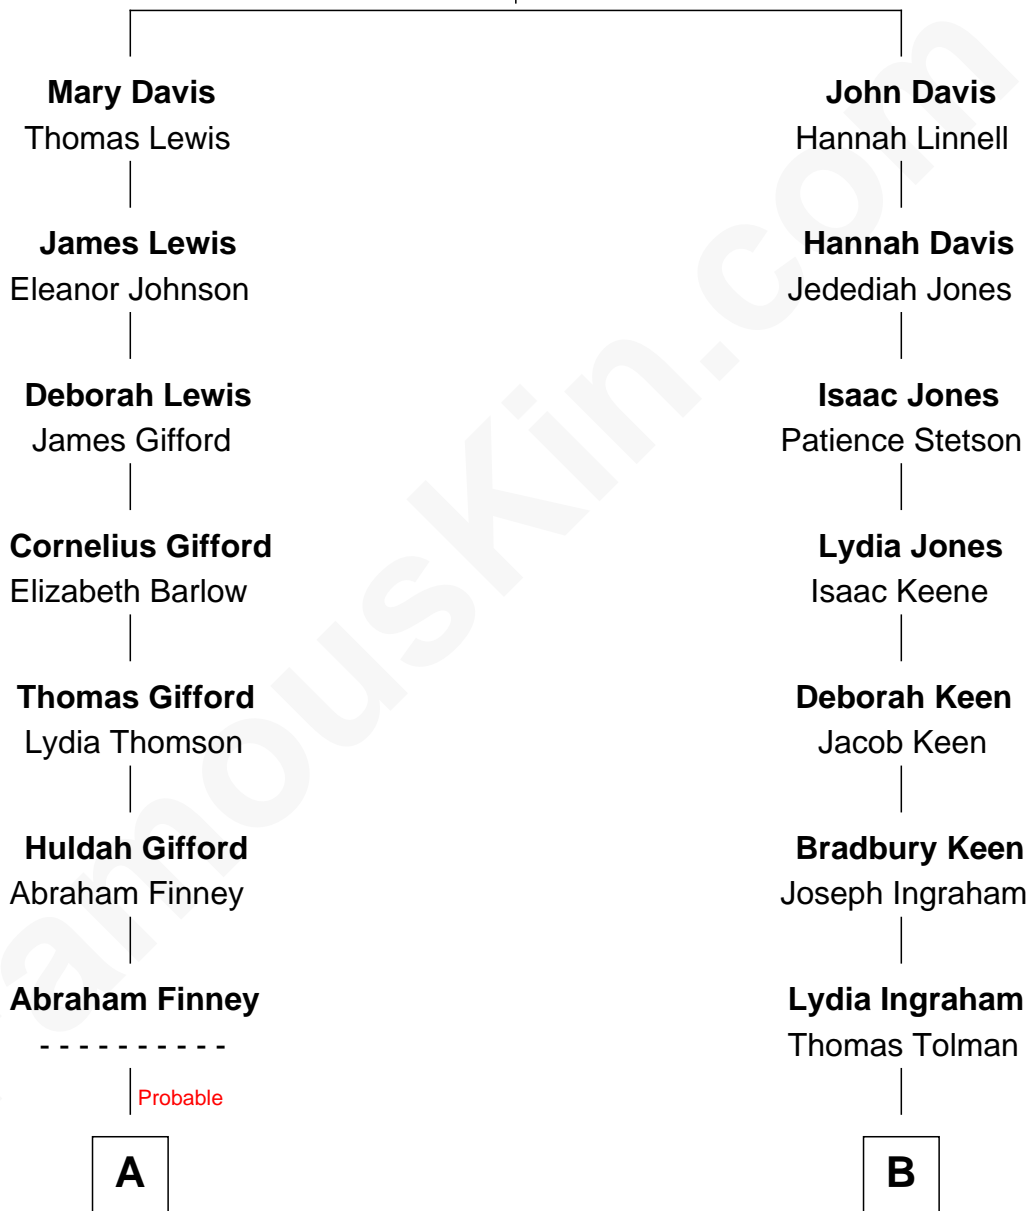 Mary Davis
Thomas Lewis
James Lewis
Eleanor Johnson
Deborah Lewis
James Gifford
Cornelius Gifford
Elizabeth Barlow
Thomas Gifford
Lydia Thomson
Huldah Gifford
Abraham Finney
Abraham Finney
- - - - - - - - - -
Probable
A
John Davis
Hannah Linnell
Hannah Davis
Jedediah Jones
Isaac Jones
Patience Stetson
Lydia Jones
Isaac Keene
Deborah Keen
Jacob Keen
Bradbury Keen
Joseph Ingraham
Lydia Ingraham
Thomas Tolman
B
amouskin.com